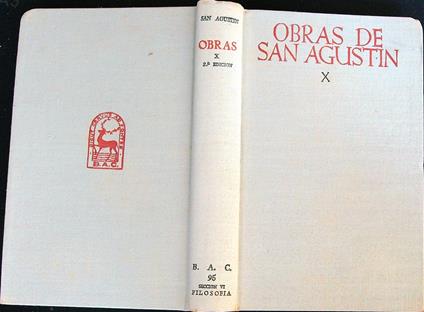 SAN AGUSTIN
OBRAS
X
2.ª EDICION
B. A. C.
95
SECCION VI
FILOSOFIA
OBRAS DE
SAN AGUSTIN
X
B.A.C.